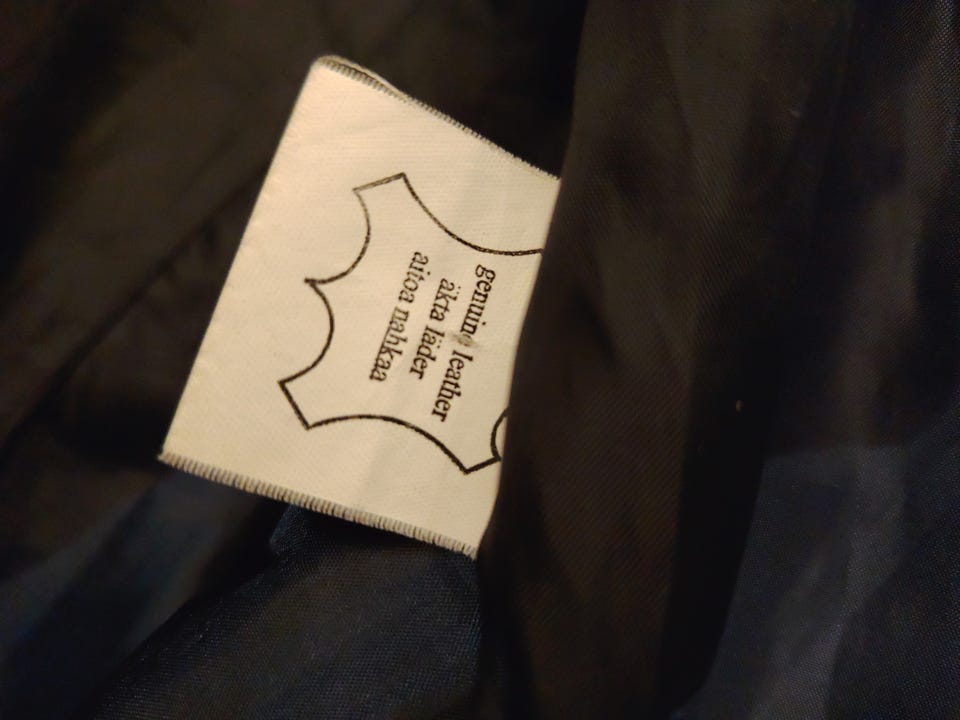 genuine leather
äkta läder
aitoa nahkaa